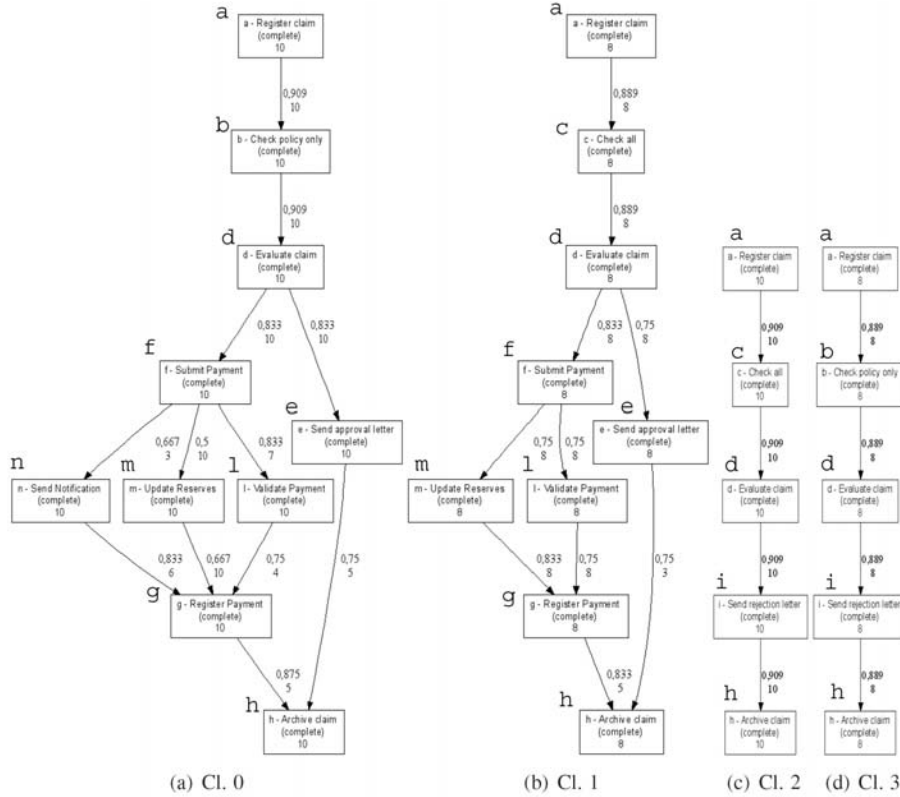 a
a - Register claim
(complete)
10
0,909
10
b
b - Check policy only
(complete)
10
0,909
10
d
d - Evaluate claim
(complete)
10
0,833
10
0,833
10
f
f - Submit Payment
(complete)
10
e
e - Send approval letter
(complete)
10
0,667
3
0,5
10
0,833
7
n
n - Send Notification
(complete)
10
m
m - Update Reserves
(complete)
10
l
l - Validate Payment
(complete)
10
0,833
6
0,667
10
0,75
4
0,75
5
g
g - Register Payment
(complete)
10
0,875
5
h
h - Archive claim
(complete)
10
(a) Cl. 0
a
a - Register claim
(complete)
8
0,889
8
c
c - Check all
(complete)
8
0,889
8
d
d - Evaluate claim
(complete)
8
0,833
8
0,75
8
f
f - Submit Payment
(complete)
8
e
e - Send approval letter
(complete)
8
0,75
8
0,75
8
m
m - Update Reserves
(complete)
8
l
l - Validate Payment
(complete)
8
0,833
8
0,75
8
0,75
3
g
g - Register Payment
(complete)
8
0,833
5
h
h - Archive claim
(complete)
8
(b) Cl. 1
a
a - Register claim
(complete)
10
0,909
10
c
c - Check all
(complete)
10
0,909
10
d
d - Evaluate claim
(complete)
10
0,909
10
i
i - Send rejection letter
(complete)
10
0,909
10
h
h - Archive claim
(complete)
10
(c) Cl. 2
a
a - Register claim
(complete)
8
0,889
8
b
b - Check policy only
(complete)
8
0,889
8
d
d - Evaluate claim
(complete)
8
0,889
8
i
i - Send rejection letter
(complete)
8
0,889
8
h
h - Archive claim
(complete)
8
(d) Cl. 3